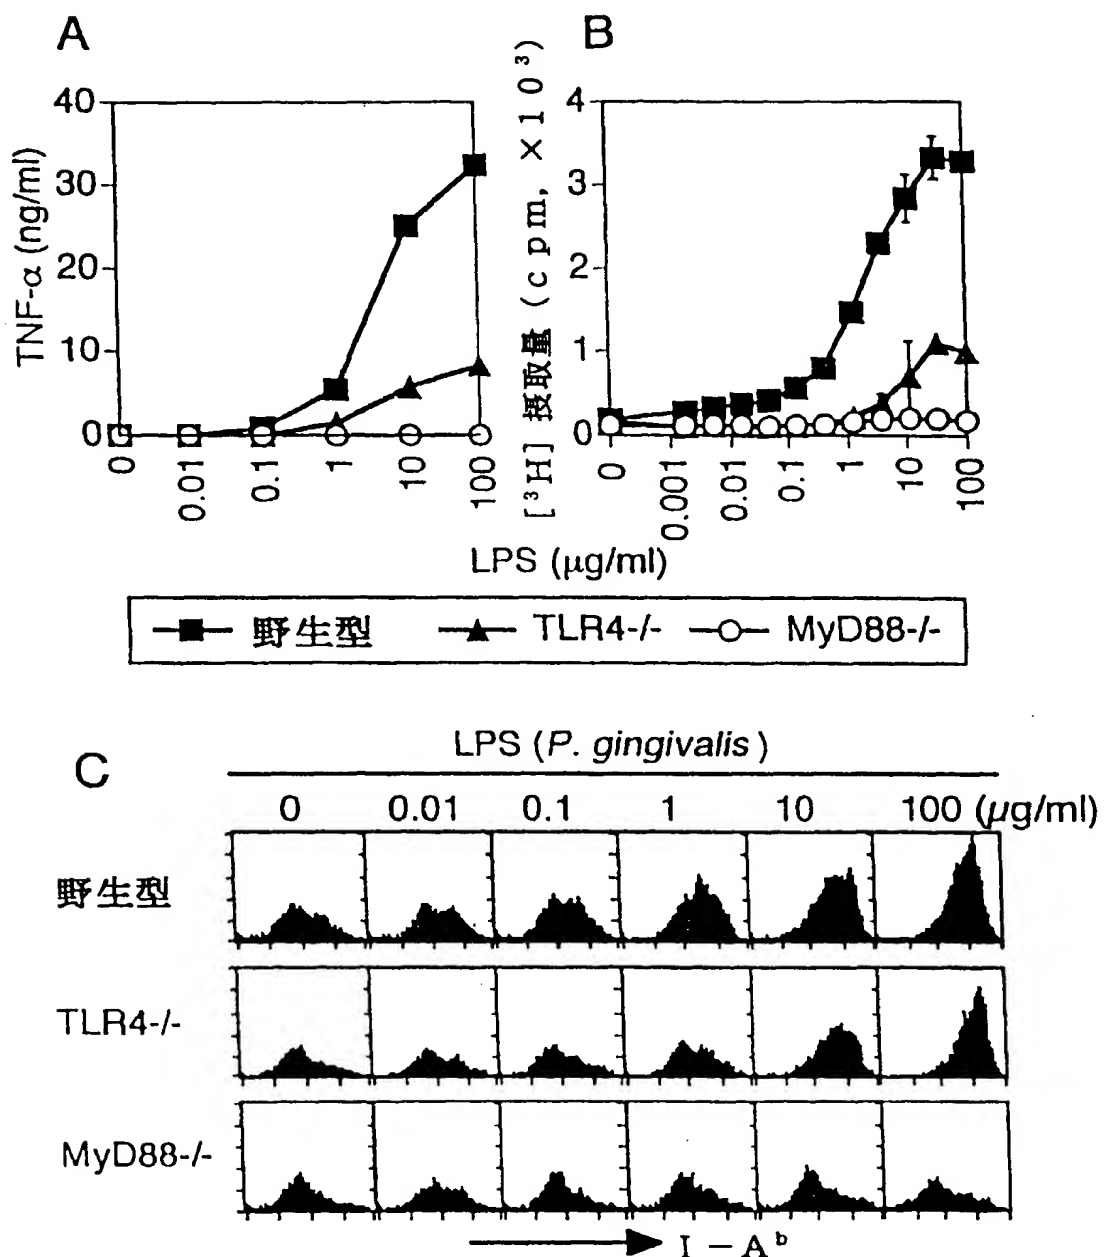 A
TNF-α (ng/ml)
40
30
20
10
0
0 0.01 0.1 1 10 100
B
[³H] 摂取量 (cpm, ×10³)
4
3
2
1
0
0 0.001 0.01 0.1 1 10 100
LPS (μg/ml)
野生型 TLR4-/- MyD88-/-
C
LPS (P. gingivalis)
0 0.01 0.1 1 10 100 (μg/ml)
野生型
TLR4-/-
MyD88-/-
I-Aᵇ